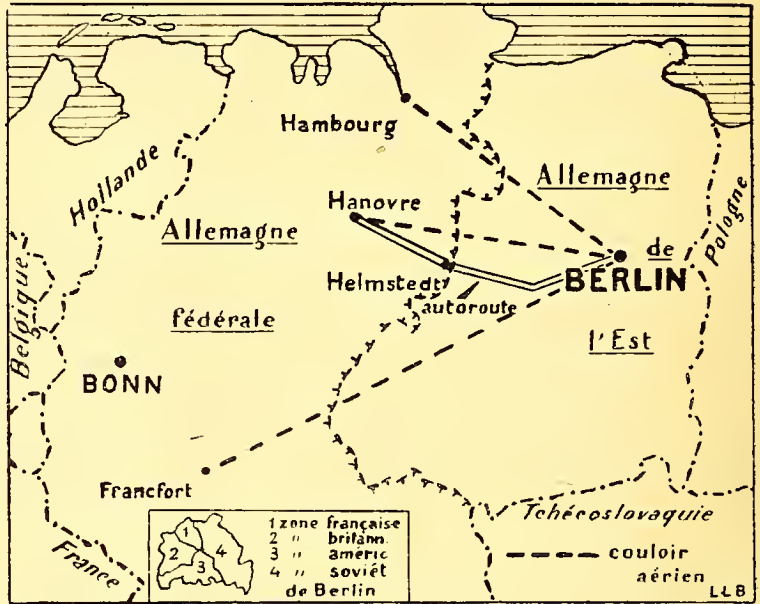 Hambourg
Hollande
Allemagne
Pologne
Hanovre
Allemagne
de
BERLIN
Helmstedt
autoroute
Belgique
fédérale
l'Est
BONN
Francfort
Tchécoslovaquie
France
1 zone française
2 " britann.
3 " améric
4 " soviét
de Berlin
couloir
aérien
LLB